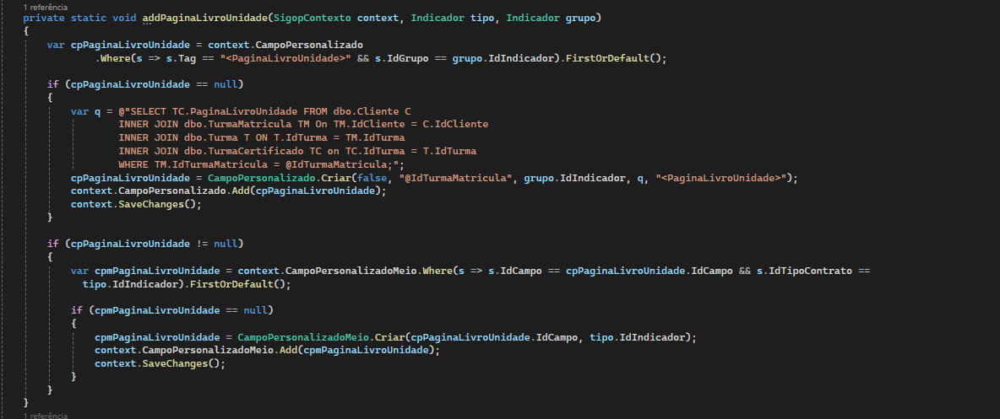 1 referência
private static void addPaginaLivroUnidade(SigopContexto context, Indicador tipo, Indicador grupo)
{
var cpPaginaLivroUnidade = context.CampoPersonalizado
.Where(s => s.Tag == "<PaginaLivroUnidade>" && s.IdGrupo == grupo.IdIndicador).FirstOrDefault();
if (cpPaginaLivroUnidade == null)
{
var q = @"SELECT TC.PaginaLivroUnidade FROM dbo.Cliente C
INNER JOIN dbo.TurmaMatricula TM On TM.IdCliente = C.IdCliente
INNER JOIN dbo.Turma T ON T.IdTurma = TM.IdTurma
INNER JOIN dbo.TurmaCertificado TC on TC.IdTurma = T.IdTurma
WHERE TM.IdTurmaMatricula = @IdTurmaMatricula;";
cpPaginaLivroUnidade = CampoPersonalizado.Criar(false, "@IdTurmaMatricula", grupo.IdIndicador, q, "<PaginaLivroUnidade>");
context.CampoPersonalizado.Add(cpPaginaLivroUnidade);
context.SaveChanges();
}
if (cpPaginaLivroUnidade != null)
{
var cpmPaginaLivroUnidade = context.CampoPersonalizadoMeio.Where(s => s.IdCampo == cpPaginaLivroUnidade.IdCampo && s.IdTipoContrato ==
tipo.IdIndicador).FirstOrDefault();
if (cpmPaginaLivroUnidade == null)
{
cpmPaginaLivroUnidade = CampoPersonalizadoMeio.Criar(cpPaginaLivroUnidade.IdCampo, tipo.IdIndicador);
context.CampoPersonalizadoMeio.Add(cpmPaginaLivroUnidade);
context.SaveChanges();
}
}
}
1 referência